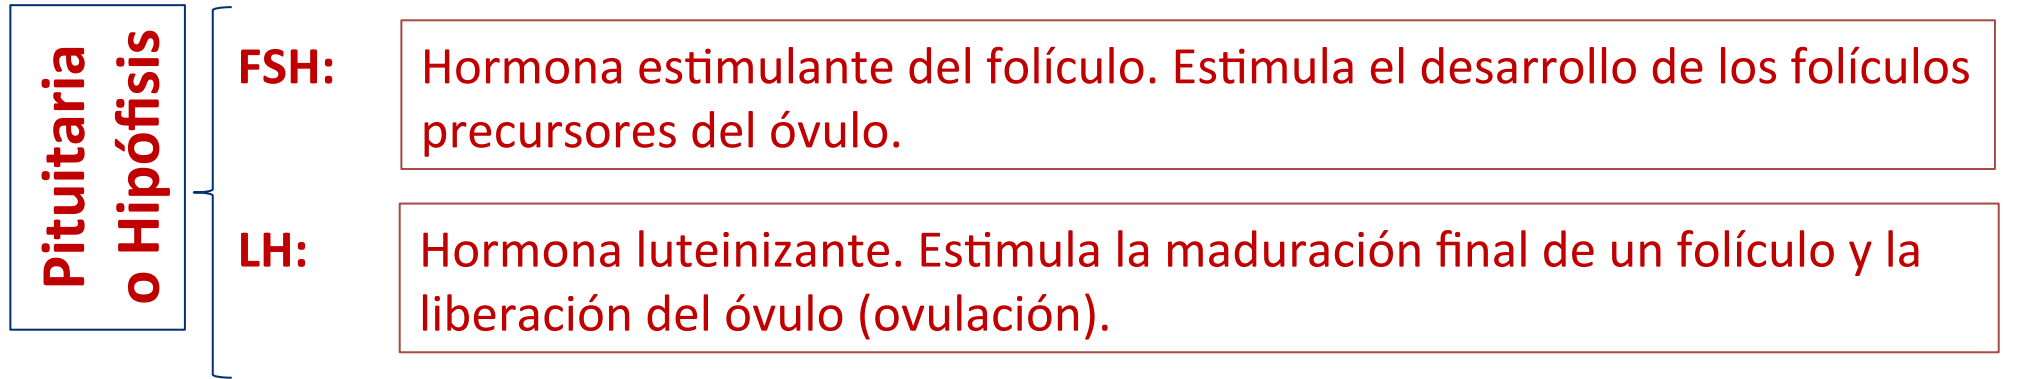 Pituitaria
o Hipófisis
FSH:
Hormona estimulante del folículo. Estimula el desarrollo de los folículos
precursores del óvulo.
LH:
Hormona luteinizante. Estimula la maduración final de un folículo y la
liberación del óvulo (ovulación).